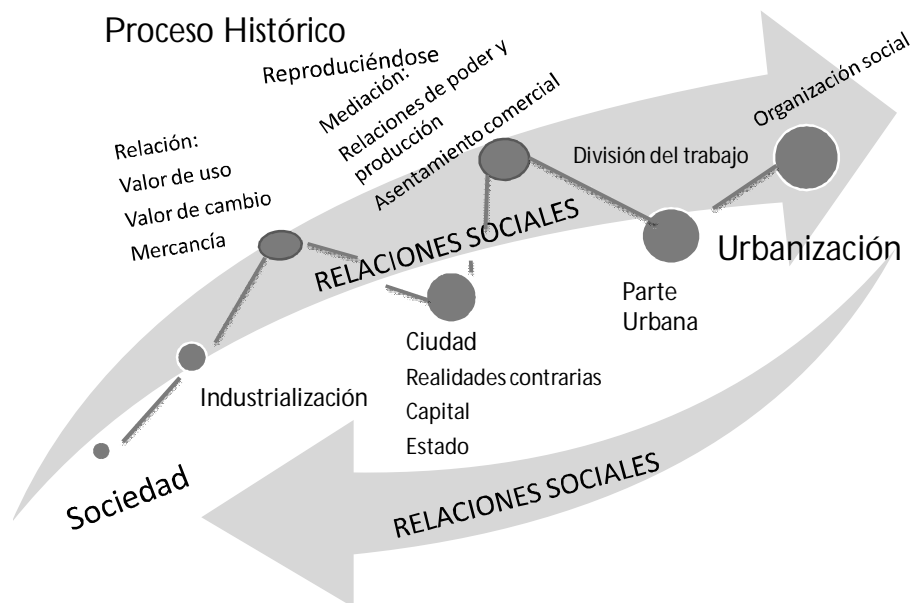 Proceso Histórico
Reproduciéndose
Mediación:
Relaciones de poder y
producción
Asentamiento comercial
Organización social
Relación:
Valor de uso
Valor de cambio
Mercancía
División del trabajo
RELACIONES SOCIALES
Urbanización
Parte
Urbana
Ciudad
Realidades contrarias
Capital
Estado
Industrialización
Sociedad
RELACIONES SOCIALES